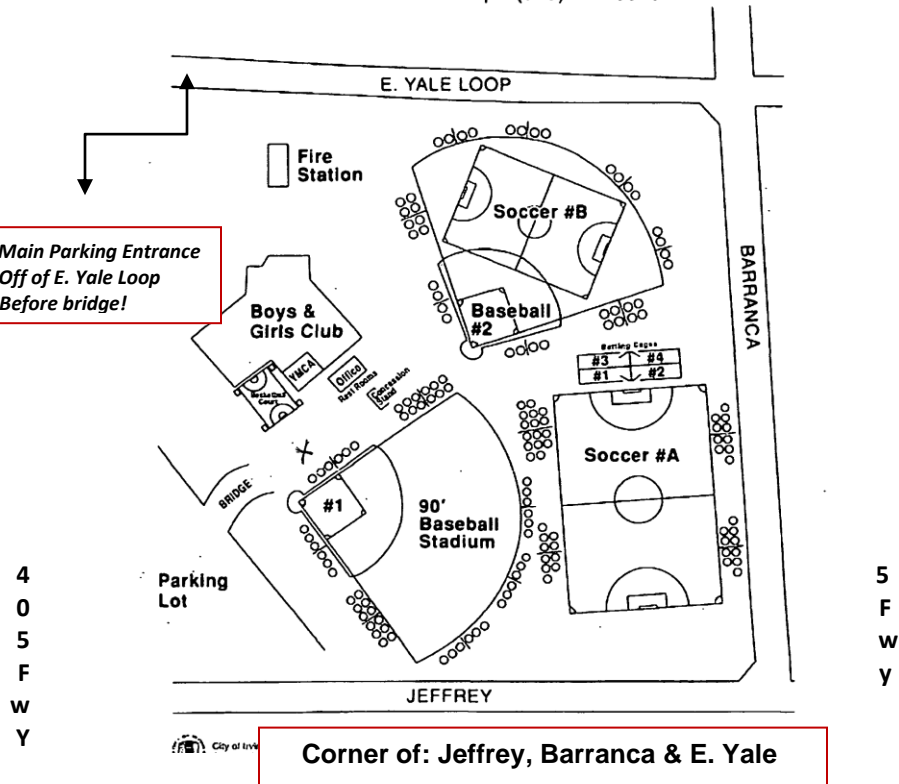 E. YALE LOOP
Fire
Station
Soccer #B
Main Parking Entrance
Off of E. Yale Loop
Before bridge!
BARRANCA
Boys &
Girls Club
Baseball
#2
Batting Cages
#3 #4
#1 #2
YMCA
Office
Rest Rooms
Concession
Stand
Basketball
Court
Soccer #A
X
BRIDGE
#1
90'
Baseball
Stadium
Parking
Lot
4
0
5
F
w
Y
5
F
w
y
JEFFREY
City of
Corner of: Jeffrey, Barranca & E. Yale